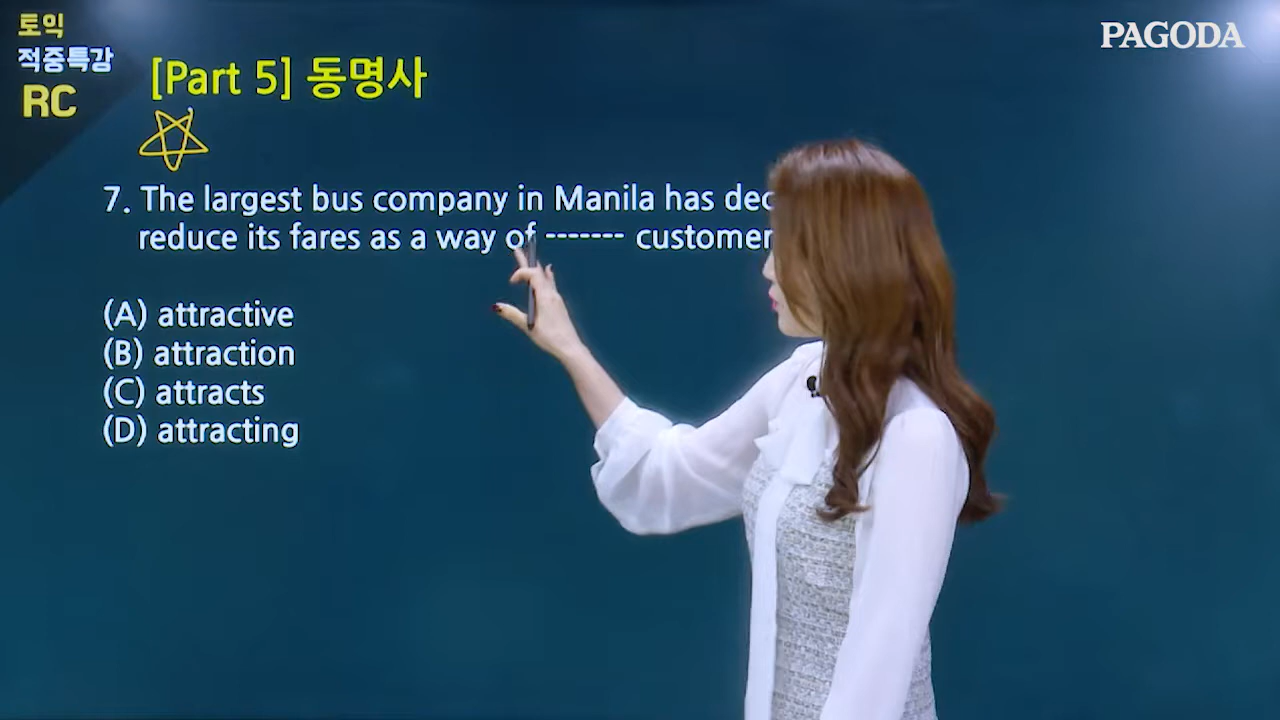 토익
적중특강
RC
PAGODA
[Part 5] 동명사
7. The largest bus company in Manila has
reduce its fares as a way of ------- customer
(A) attractive
(B) attraction
(C) attracts
(D) attracting